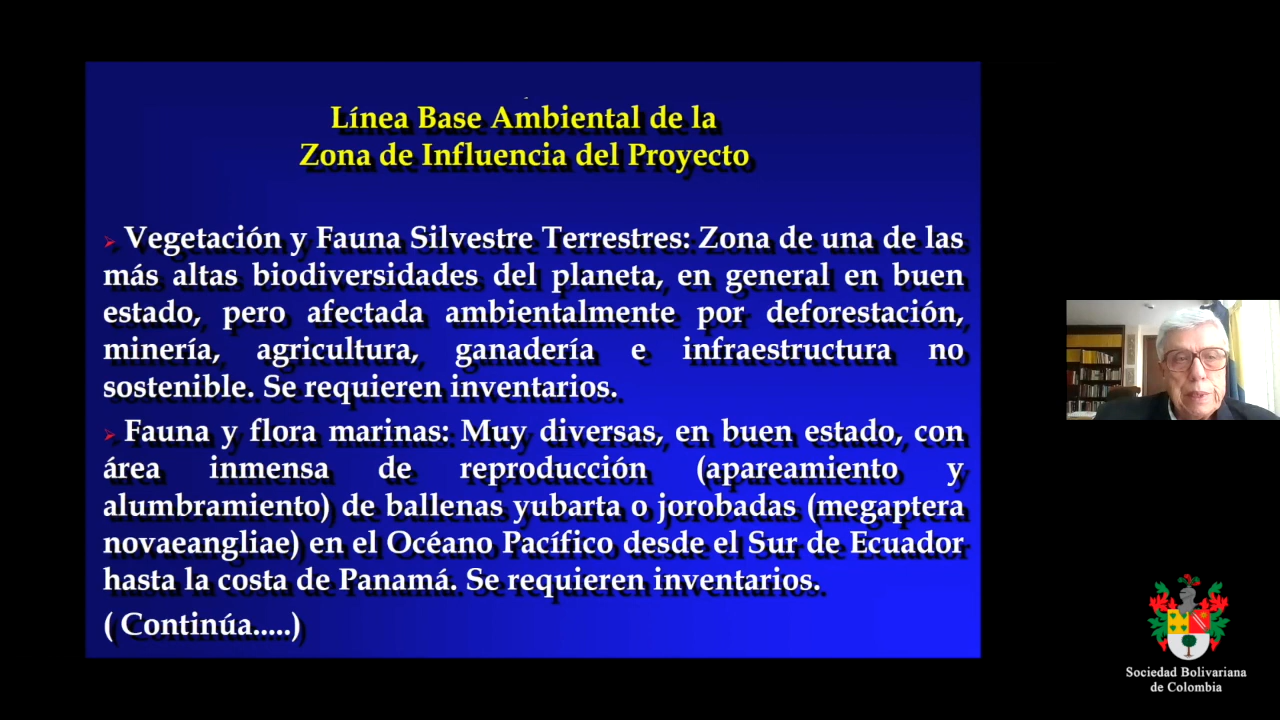 Línea Base Ambiental de la
Zona de Influencia del Proyecto
Vegetación y Fauna Silvestre Terrestres: Zona de una de las
más altas biodiversidades del planeta, en general en buen
estado, pero afectada ambientalmente por deforestación,
minería, agricultura, ganadería e infraestructura no
sostenible. Se requieren inventarios.
Fauna y flora marinas: Muy diversas, en buen estado, con
área inmensa de reproducción (apareamiento y
alumbramiento) de ballenas yubarta o jorobadas (megaptera
novaeangliae) en el Océano Pacífico desde el Sur de Ecuador
hasta la costa de Panamá. Se requieren inventarios.
( Continúa.....)
Sociedad Bolivariana
de Colombia